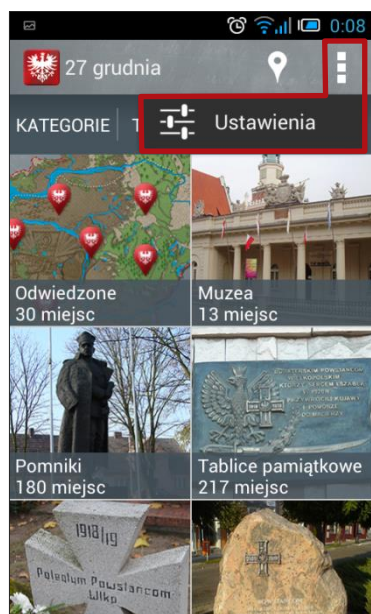 0:08
27 grudnia
Ustawienia
KATEGORIE
Odwiedzone
30 miejsc
Muzea
13 miejsc
Pomniki
180 miejsc
Tablice pamiątkowe
217 miejsc
1918/19
Poległym Powstańcom
Wlkp